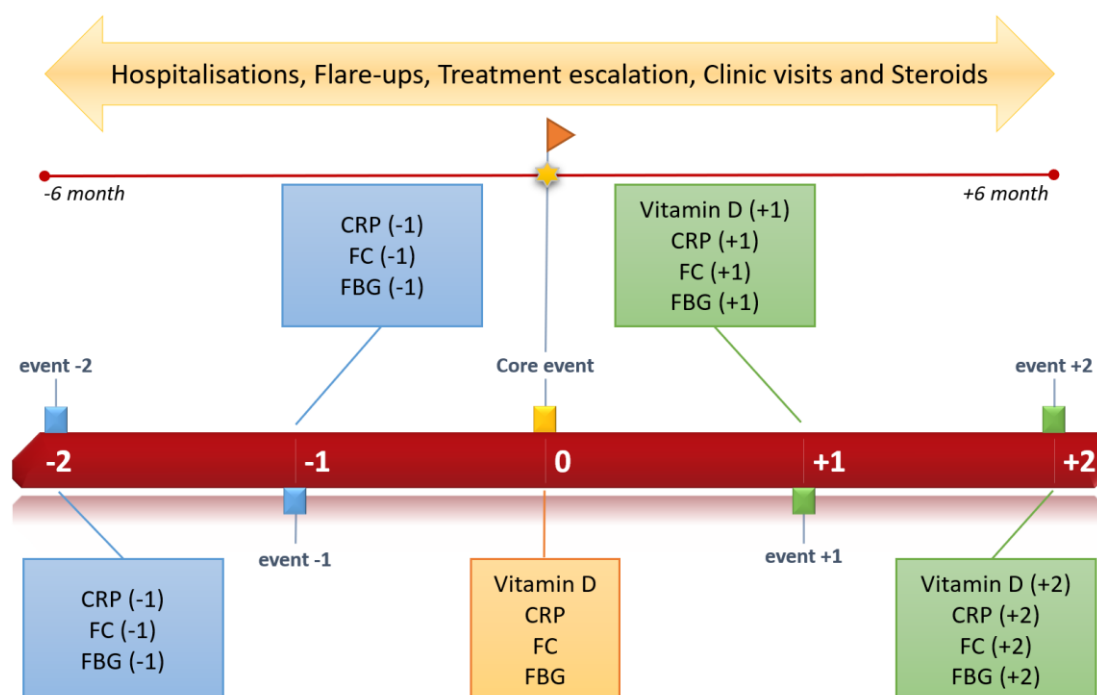 Hospitalisations, Flare-ups, Treatment escalation, Clinic visits and Steroids
-6 month
+6 month
CRP (-1)
FC (-1)
FBG (-1)
Vitamin D (+1)
CRP (+1)
FC (+1)
FBG (+1)
event -2
Core event
event +2
-2
-1
0
+1
+2
event -1
event +1
CRP (-1)
FC (-1)
FBG (-1)
Vitamin D
CRP
FC
FBG
Vitamin D (+2)
CRP (+2)
FC (+2)
FBG (+2)